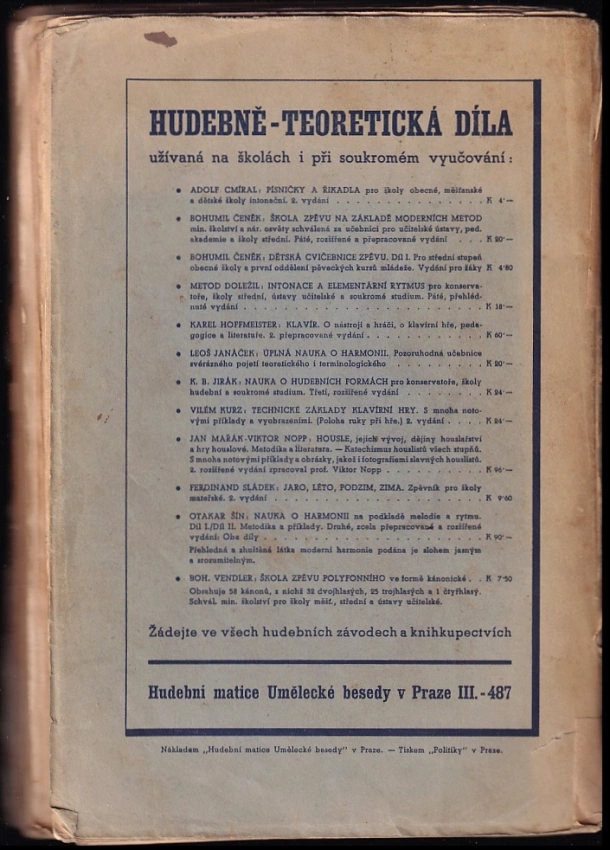 HUDEBNĚ-TEORETICKÁ DÍLA
užívaná na školách i při soukromém vyučování:
● ADOLF CMÍRAL: PÍSNIČKY A ŘIKADLA pro školy obecné, měšťanské
a dětské školy intonační. 2. vydání . . . . . . . . . . . . . . . K 4·—
● BOHUMIL ČENĚK: ŠKOLA ZPĚVU NA ZÁKLADĚ MODERNÍCH METOD
min. školství a nár. osvěty schválená za učebnici pro učitelské ústavy, ped.
akademie a školy střední. Páté, rozšířené a přepracované vydání . . . K 20·—
● BOHUMIL ČENĚK: DĚTSKÁ CVIČEBNICE ZPĚVU. Díl I. Pro střední stupeň
obecné školy a první oddělení pěveckých kursů mládeže. Vydání pro žáky K 4·80
● METOD DOLEŽIL: INTONACE A ELEMENTÁRNÍ RYTMUS pro konserva-
toře, školy střední, ústavy učitelské a soukromé studium. Páté, přehléd-
nuté vydání . . . . . . . . . . . . . . . . . . . . . . . . . K 18·—
● KAREL HOFFMEISTER: KLAVÍR. O nástroji a hráči, o klavírní hře, peda-
gogice a literatuře. 2. přepracované vydání . . . . . . . . . . . . K 60·—
● LEOŠ JANÁČEK: ÚPLNÁ NAUKA O HARMONII. Pozoruhodná učebnice
svérázného pojetí teoretického i terminologického . . . . . . . . . K 20·—
● K. B. JIRÁK: NAUKA O HUDEBNÍCH FORMÁCH pro konservatoře, školy
hudební a soukromé studium. Třetí, rozšířené vydání . . . . . . . . K 24·—
● VILÉM KURZ: TECHNICKÉ ZÁKLADY KLAVÍRNÍ HRY. S mnoha noto-
vými příklady a vyobrazeními. (Poloha ruky při hře.) 2. vydání . . . . K 24·—
● JAN MAŘÁK-VIKTOR NOPP: HOUSLE, jejich vývoj, dějiny houslařství
a hry houslové. Metodika a literatura. — Katechismus houslistů všech stupňů.
S mnoha notovými příklady a obrázky, jakož i fotografiemi slavných houslistů.
2. rozšířené vydání spracoval prof. Viktor Nopp . . . . . . . . . . . K 96·—
● FERDINAND SLÁDEK: JARO, LÉTO, PODZIM, ZIMA. Zpěvník pro školy
mateřské. 2. vydání . . . . . . . . . . . . . . . . . . . . . K 9·60
● OTAKAR ŠÍN: NAUKA O HARMONII na podkladě melodie a rytmu.
Díl I./Díl II. Metodika a příklady. Druhé, zcela přepracované a rozšířené
vydání: Oba díly . . . . . . . . . . . . . . . . . . . . . . . K 90·—
Přehledná a zhuštěná látka moderní harmonie podána je slohem jasným
a srozumitelným.
● BOH. VENDLER: ŠKOLA ZPĚVU POLYFONNÍHO ve formě kánonické . . K 7·50
Obsahuje 58 kánonů, z nichž 32 dvojhlasých, 25 trojhlasých a 1 čtyřhlasý.
Schvál. min. školství pro školy měšť., střední a ústavy učitelské.
Žádejte ve všech hudebních závodech a knihkupectvích
Hudební matice Umělecké besedy v Praze III.-487
Nákladem „Hudební matice Umělecké besedy" v Praze. — Tiskem „Politiky" v Praze.